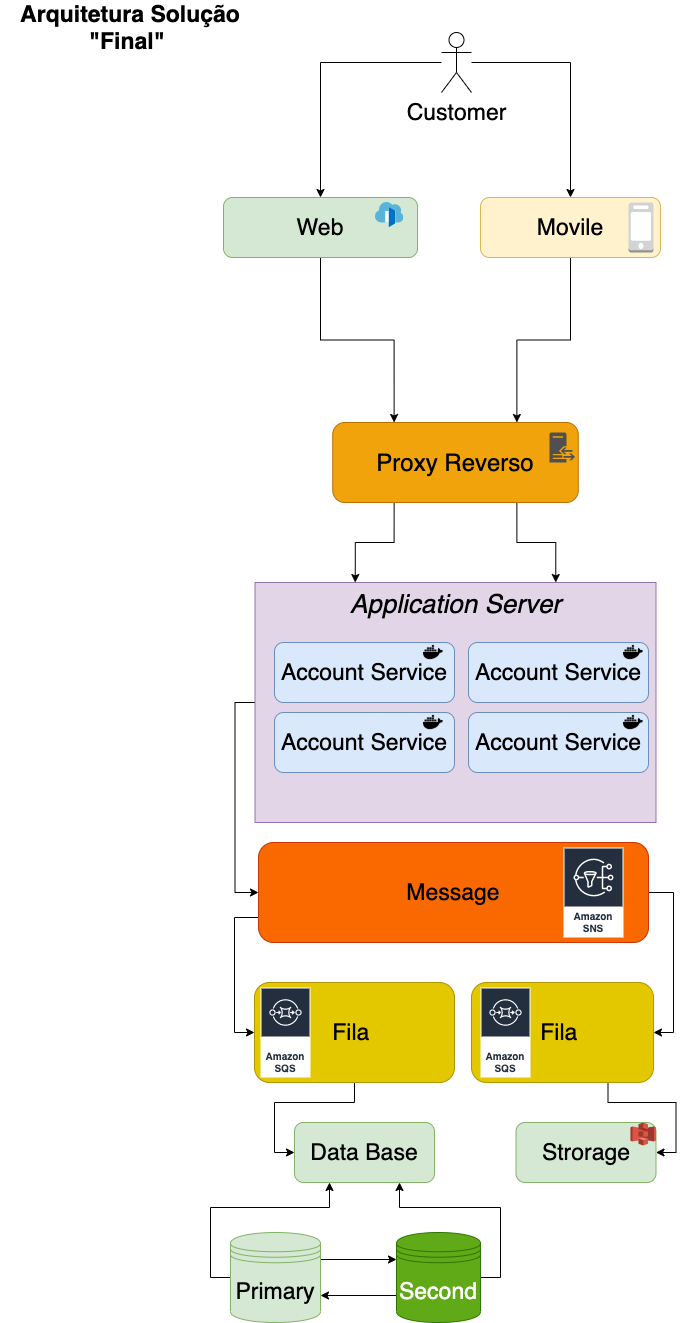 Arquitetura Solução
"Final"
Customer
Web
Movile
Proxy Reverso
Application Server
Account Service
Account Service
Account Service
Account Service
Message
Amazon
SNS
Amazon
SQS
Fila
Amazon
SQS
Fila
Data Base
Strorage
Primary
Second